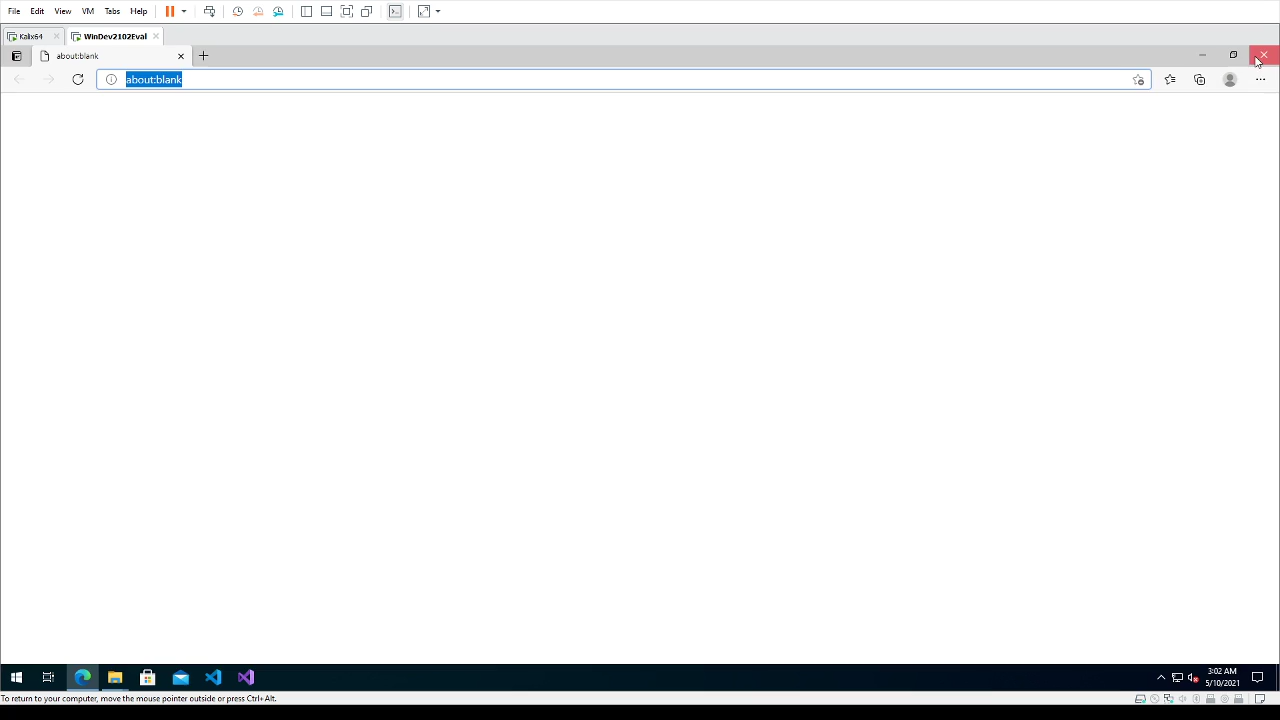 File Edit View VM Tabs Help
Kalix64 WinDev2102Eval
about:blank
about:blank
3:02 AM
5/10/2021
To return to your computer, move the mouse pointer outside or press Ctrl+Alt.